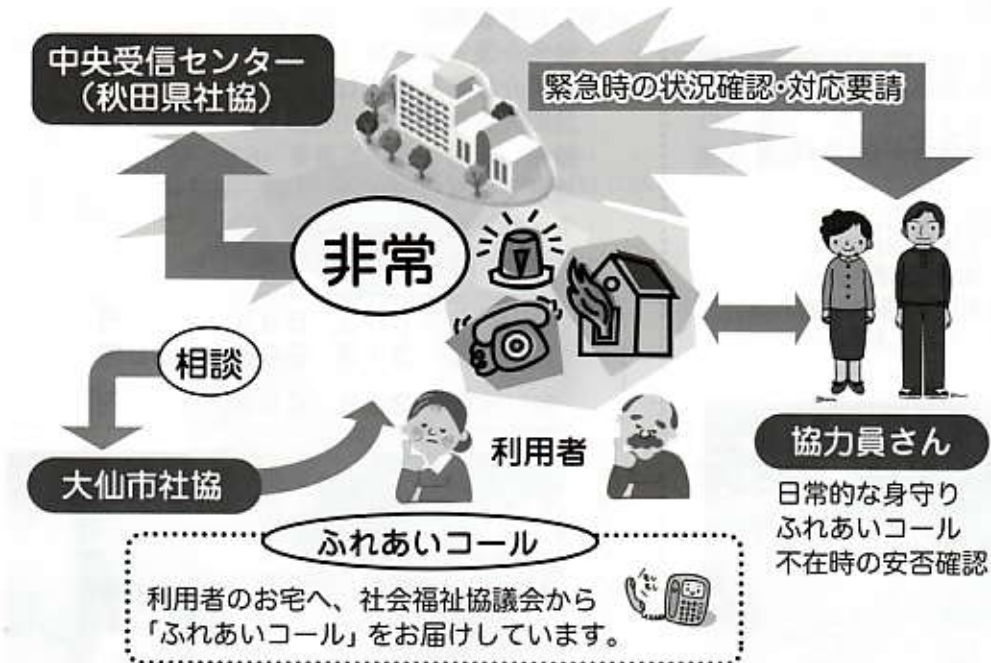 中央受信センター
(秋田県社協)
緊急時の状況確認・対応要請
非常
相談
大仙市社協
利用者
協力員さん
日常的な身守り
ふれあいコール
不在時の安否確認
ふれあいコール
利用者のお宅へ、社会福祉協議会から
「ふれあいコール」をお届けしています。